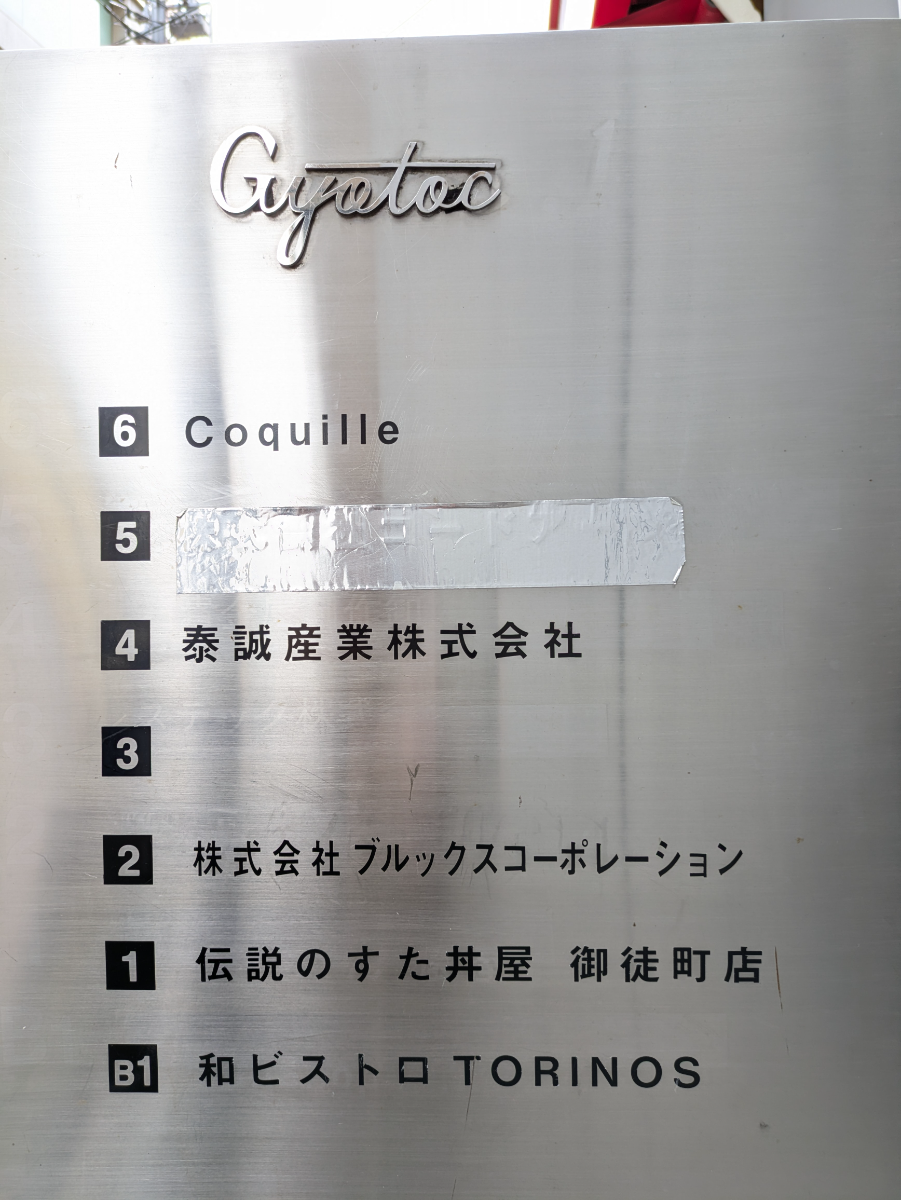 Gyotoc
6 Coquille
5
4 泰誠産業株式会社
3
2 株式会社ブルックスコーポレーション
1 伝説のすた丼屋 御徒町店
B1 和ビストロ TORINOS